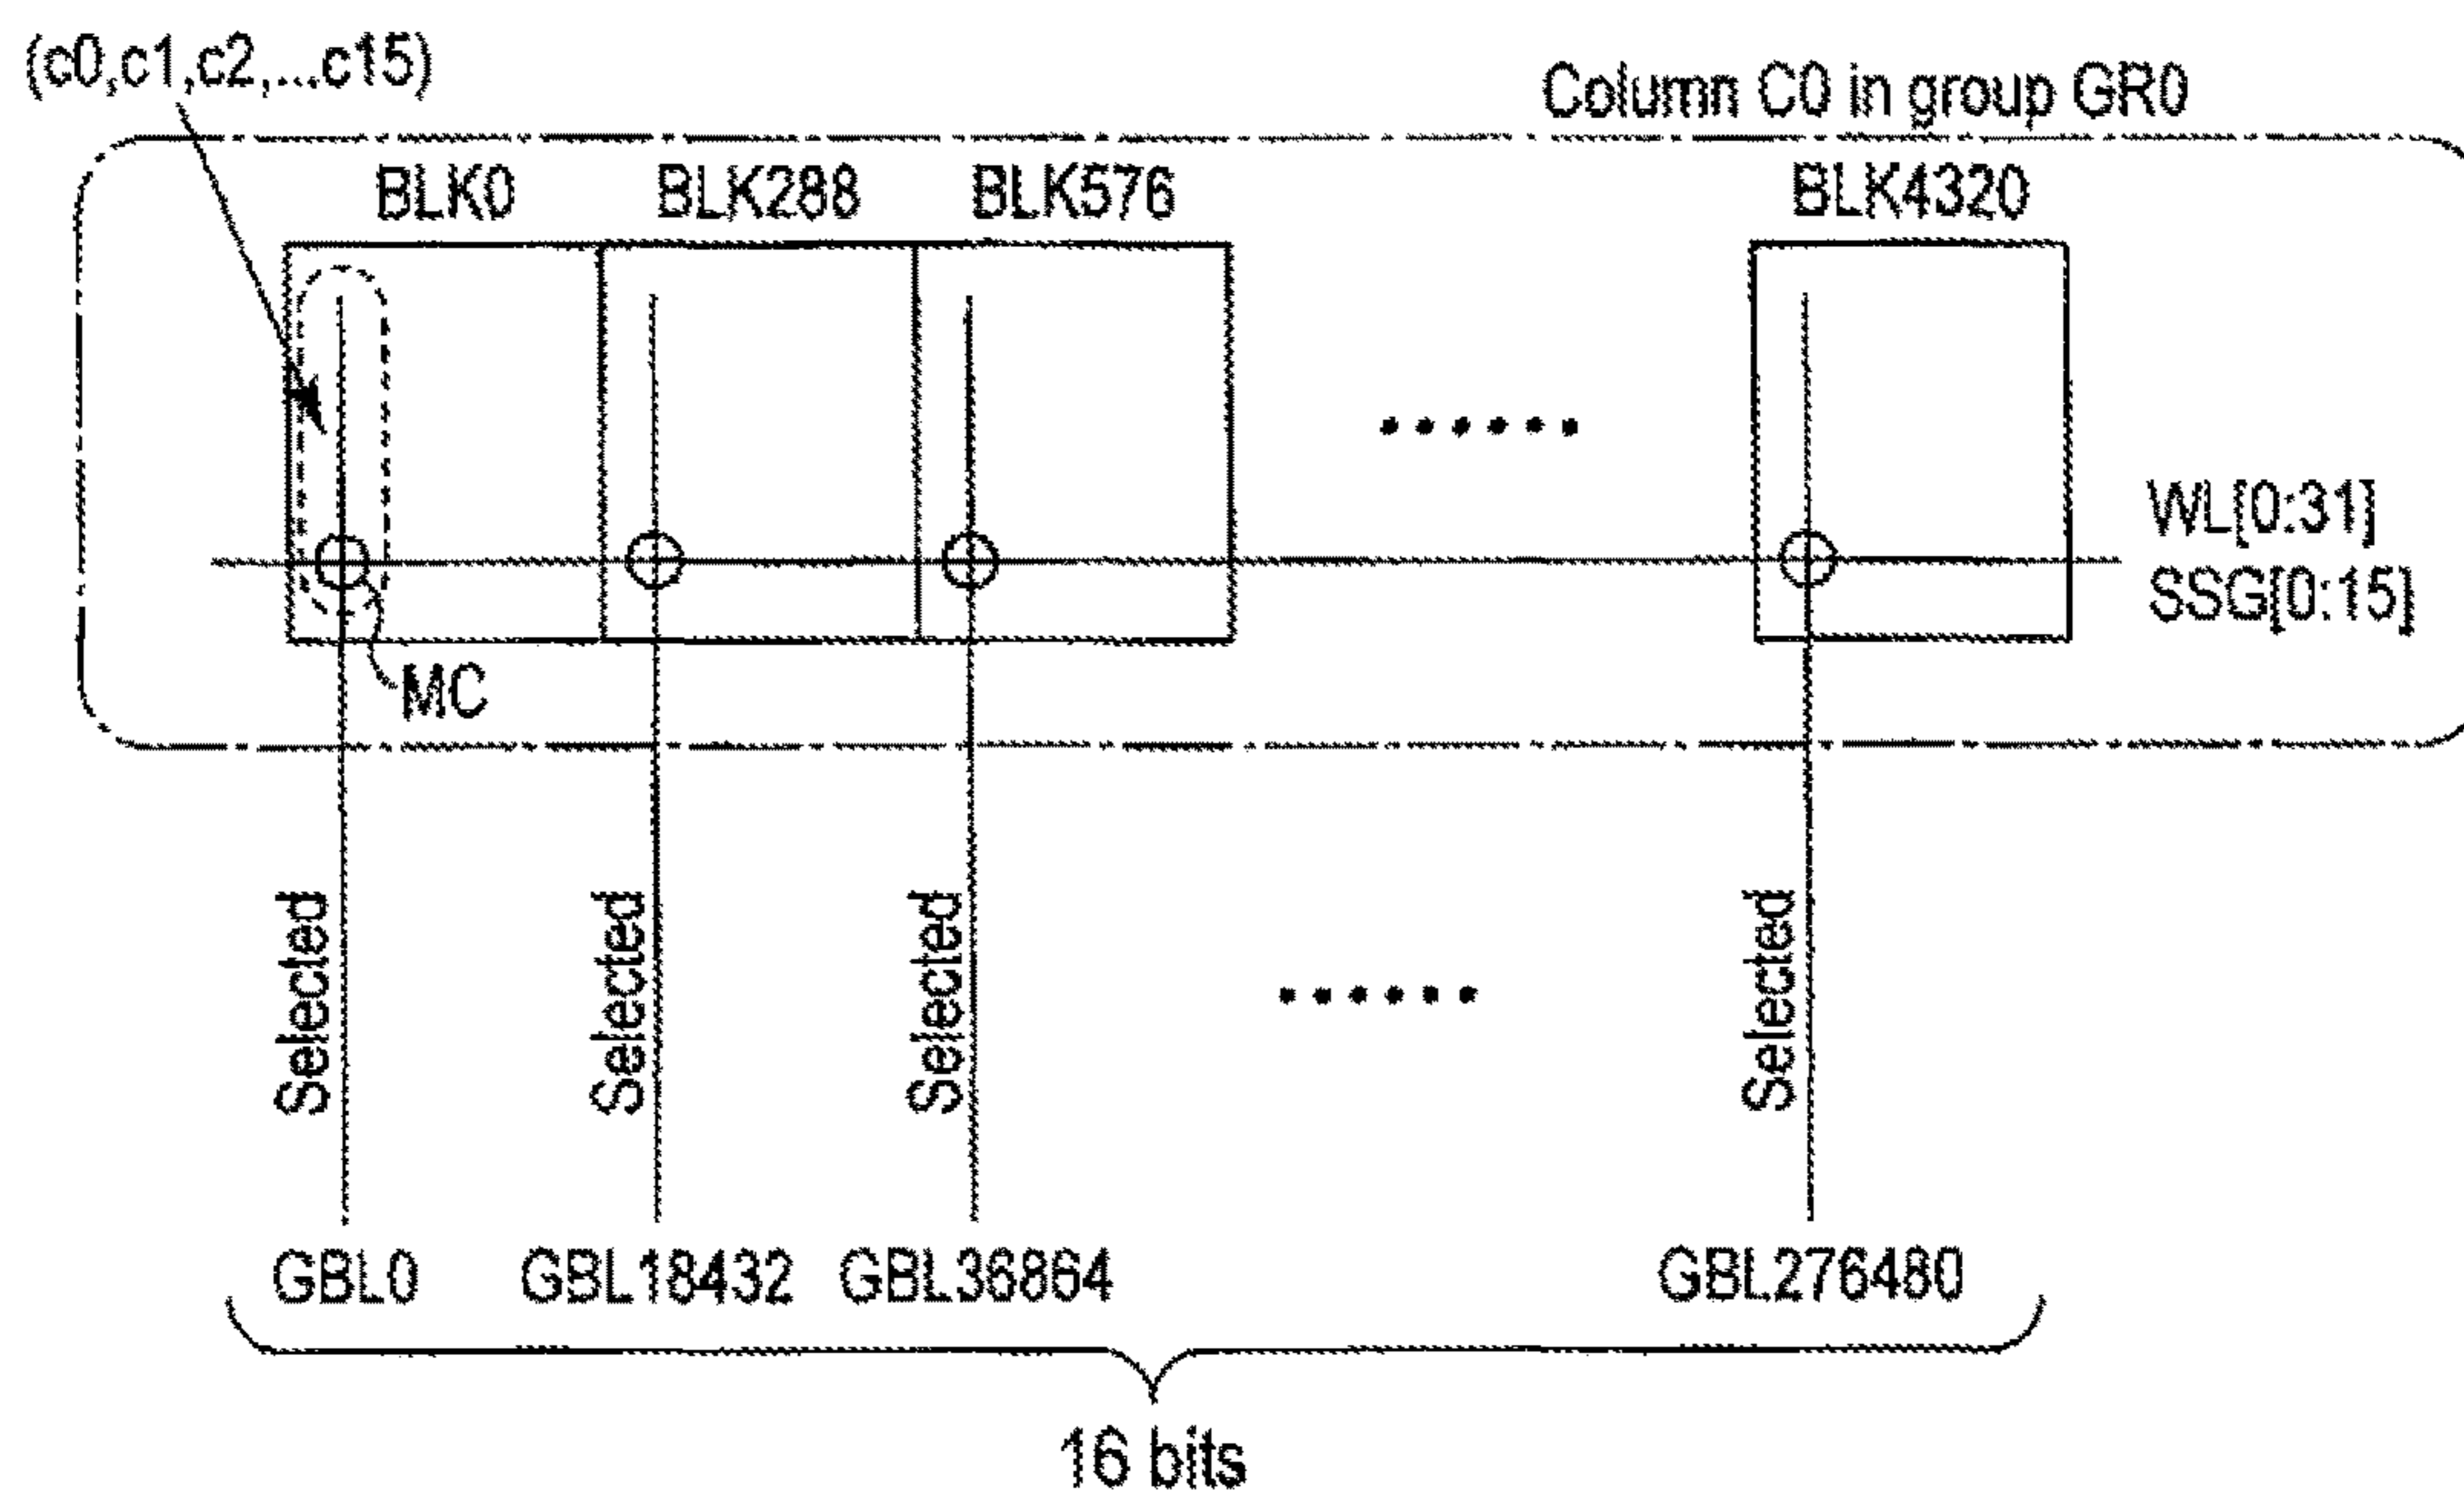 (c0,c1,c2,...c15)
Column C0 in group GR0
BLK0 BLK288 BLK576 ...... BLK4320
WL[0:31]
SSG[0:15]
MC
Selected Selected Selected ...... Selected
GBL0 GBL18432 GBL36864 GBL276480
16 bits